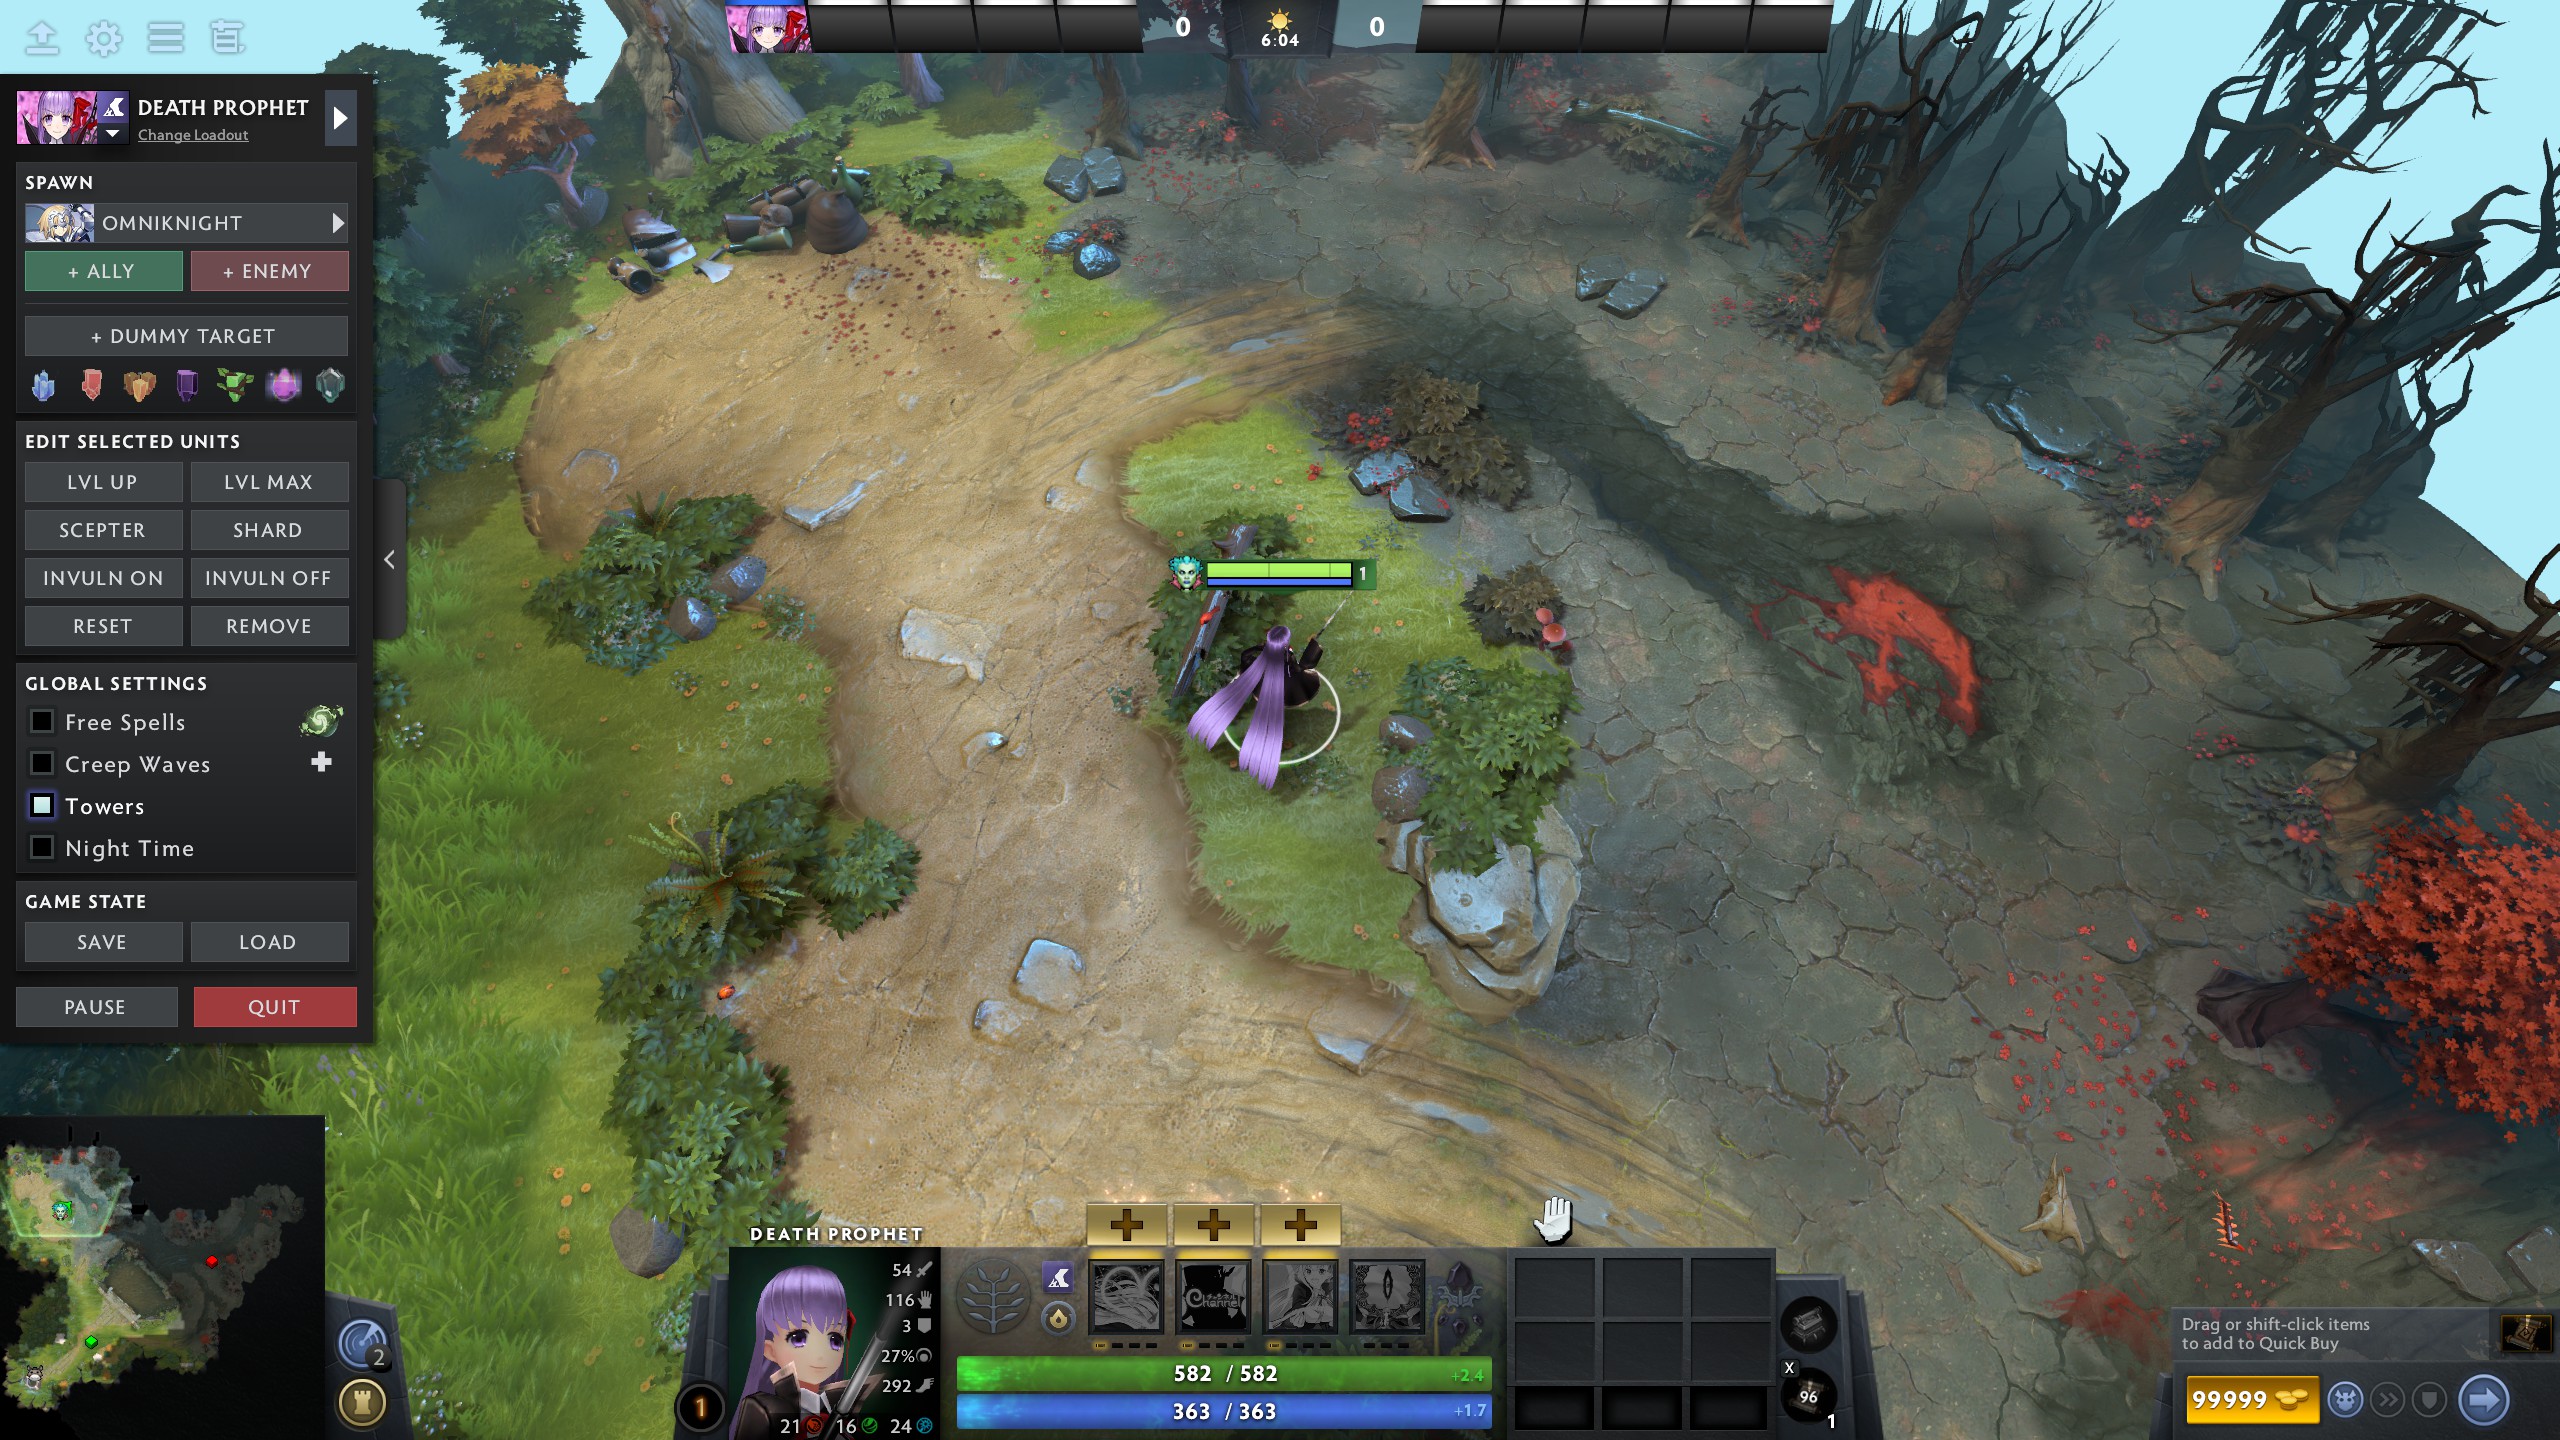 0
6:04
0
DEATH PROPHET
Change Loadout
SPAWN
OMNIKNIGHT
+ ALLY
+ ENEMY
+ DUMMY TARGET
EDIT SELECTED UNITS
LVL UP
LVL MAX
SCEPTER
SHARD
INVULN ON
INVULN OFF
RESET
REMOVE
GLOBAL SETTINGS
Free Spells
Creep Waves
Towers
Night Time
GAME STATE
SAVE
LOAD
PAUSE
QUIT
1
2
DEATH PROPHET
54
116
3
27%
292
21
16
24
1
Channel
582 / 582
+2.4
363 / 363
+1.7
X
96
1
Drag or shift-click items
to add to Quick Buy
99999